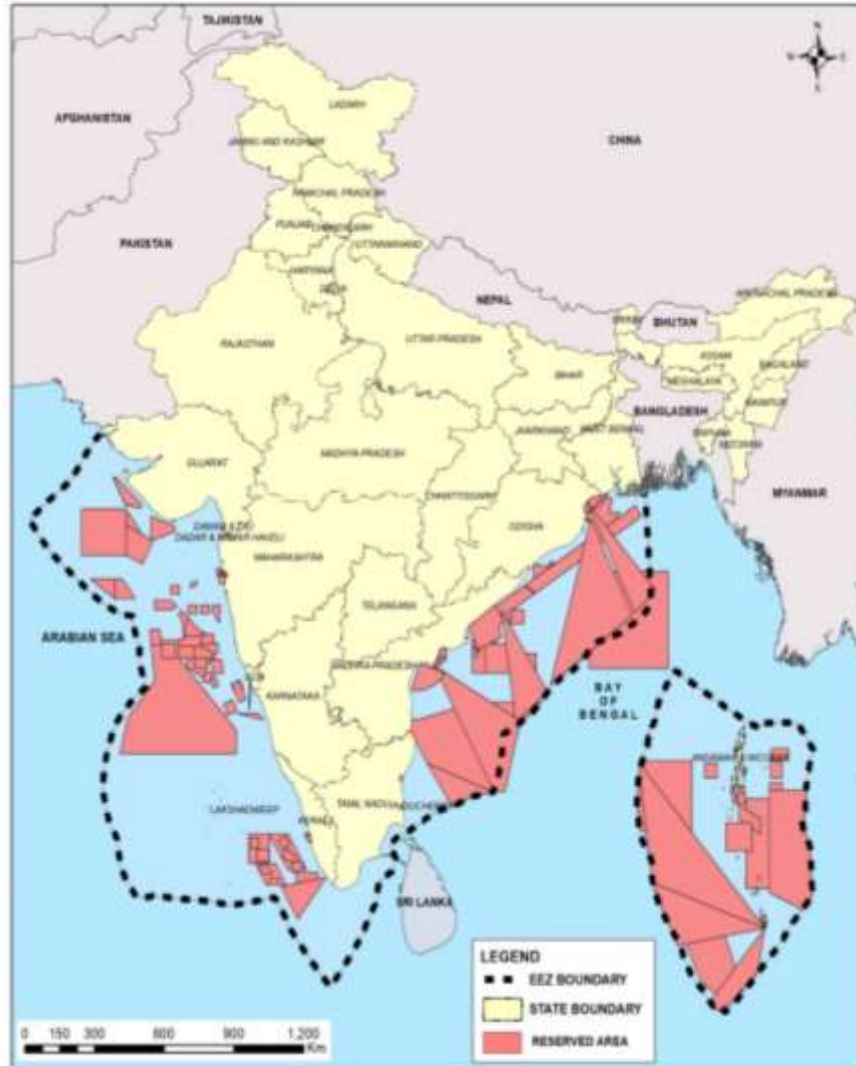 TAJIKISTAN
N
W E
S
AFGHANISTAN
LADAKH
CHINA
JAMMU AND KASHMIR
HIMACHAL PRADESH
PAKISTAN
PUNJAB
CHANDIGARH
UTTARAKHAND
HARYANA
DELHI
NEPAL
ARUNACHAL PRADESH
SIKKIM
BHUTAN
RAJASTHAN
UTTAR PRADESH
ASSAM
NAGALAND
BIHAR
MEGHALAYA
MANIPUR
BANGLADESH
JHARKHAND
WEST BENGAL
TRIPURA
MIZORAM
GUJARAT
MADHYA PRADESH
CHHATTISGARH
MYANMAR
ODISHA
DAMAN & DIU
DADAR & NAGAR HAVELI
MAHARASHTRA
TELANGANA
ARABIAN SEA
GOA
ANDHRA PRADESH
KARNATAKA
BAY
OF
BENGAL
LAKSHADWEEP
TAMIL NADU
PUDUCHERRY
KERALA
SRI LANKA
LEGEND
EEZ BOUNDARY
STATE BOUNDARY
RESERVED AREA
0 150 300 600 900 1,200
Km